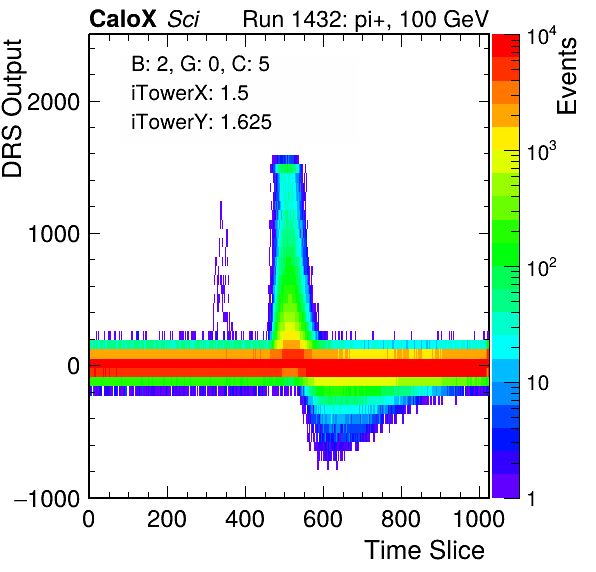 CaloX Sci Run 1432: pi+, 100 GeV
B: 2, G: 0, C: 5
iTowerX: 1.5
iTowerY: 1.625
DRS Output
2000
1000
0
−1000
0 200 400 600 800 1000
Time Slice
Events
10^4
10^3
10^2
10
1